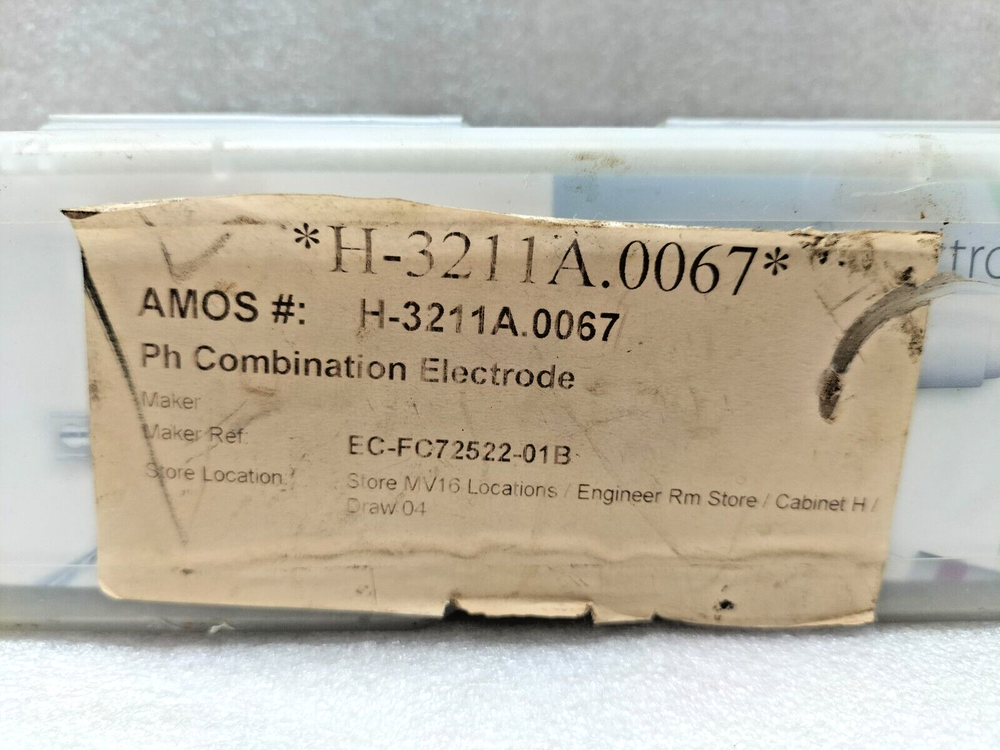 *H-3211A.0067*
AMOS #: H-3211A.0067
Ph Combination Electrode
Maker
Maker Ref: EC-FC72522-01B
Store Location: Store MV16 Locations / Engineer Rm Store / Cabinet H /
Draw 04
ctro